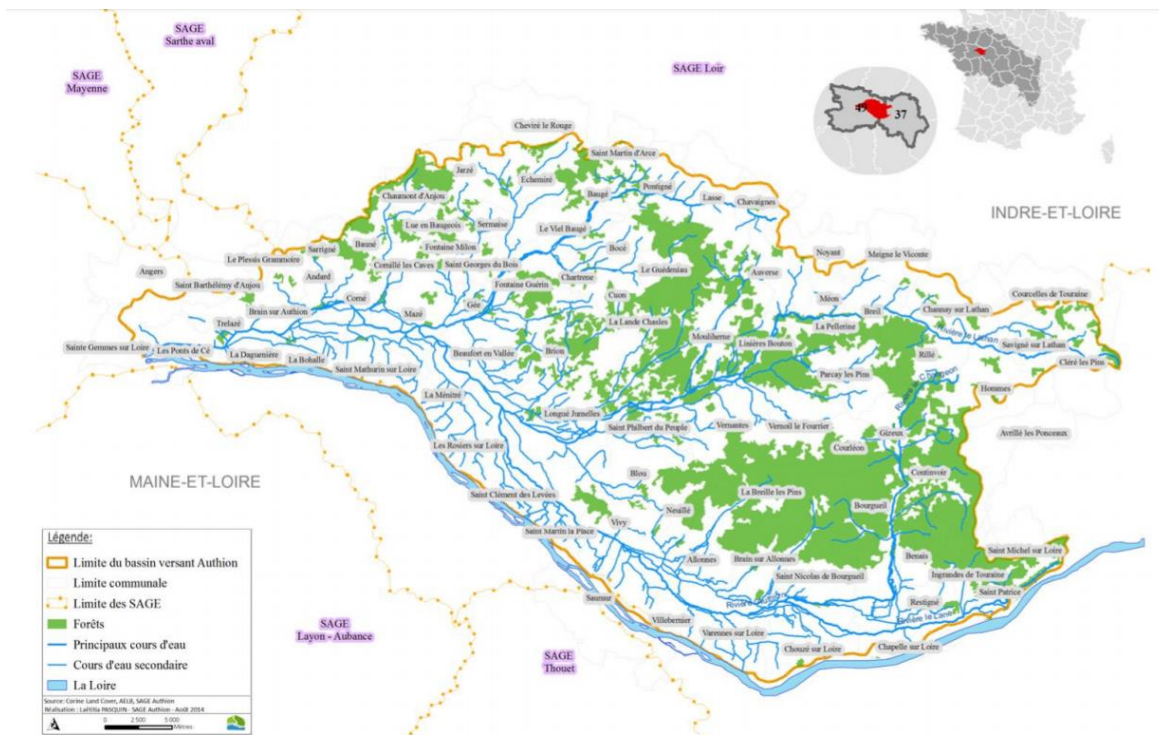 SAGE
Sarthe aval
SAGE
Mayenne
SAGE Loir
49
37
INDRE-ET-LOIRE
MAINE-ET-LOIRE
Cheviré le Rouge
Saint Martin d'Arce
Jarzé
Echemiré
Pontigné
Baugé
Lasse
Chavaignes
Chaumont d'Anjou
Lue en Baugeois
Sermaise
Le Viel Baugé
Bauné
Fontaine Milon
Bocé
Noyant
Meigne le Viconte
Sarrigné
Le Plessis Grammoire
Cornillé les Caves
Saint Georges du Bois
Le Guédeniau
Auverse
Angers
Andard
Chartrene
Saint Barthélémy d'Anjou
Fontaine Guérin
Cuon
Méon
Courcelles de Touraine
Corné
Gée
Brain sur Authion
Mazé
Breil
Channay sur Lathan
Trelazé
La Lande Chasles
La Pellerine
Rivière le Lathan
Mouliherne
Linières Bouton
Savigné sur Lathan
Sainte Gemmes sur Loire
Les Ponts de Cé
La Daguenière
La Bohalle
Beaufort en Vallée
Brion
Rillé
Cléré les Pins
Saint Mathurin sur Loire
Parcay les Pins
Hommes
La Ménitré
Longué Jumelles
Saint Philbert du Peuple
Vernantes
Vernoil le Fourrier
Gizeux
Avrillé les Ponceaux
Les Rosiers sur Loire
Courléon
Blou
Continvoir
Saint Clément des Levées
La Breille les Pins
Neuillé
Bourgueil
Vivy
Saint Martin la Place
Allonnes
Brain sur Allonnes
Benais
Saint Michel sur Loire
Saint Nicolas de Bourgueil
Ingrandes de Touraine
Saint Patrice
Saumur
Restigné
Villebernier
Varennes sur Loire
Chouzé sur Loire
Chapelle sur Loire
SAGE
Layon - Aubance
SAGE
Thouet
Légende:
Limite du bassin versant Authion
Limite communale
Limite des SAGE
Forêts
Principaux cours d'eau
Cours d'eau secondaire
La Loire
Source: Corine Land Cover, AELB, SAGE Authion
Réalisation : Laëtitia PASQUIN - SAGE Authion - Août 2014
0 2 500 5 000
Mètres